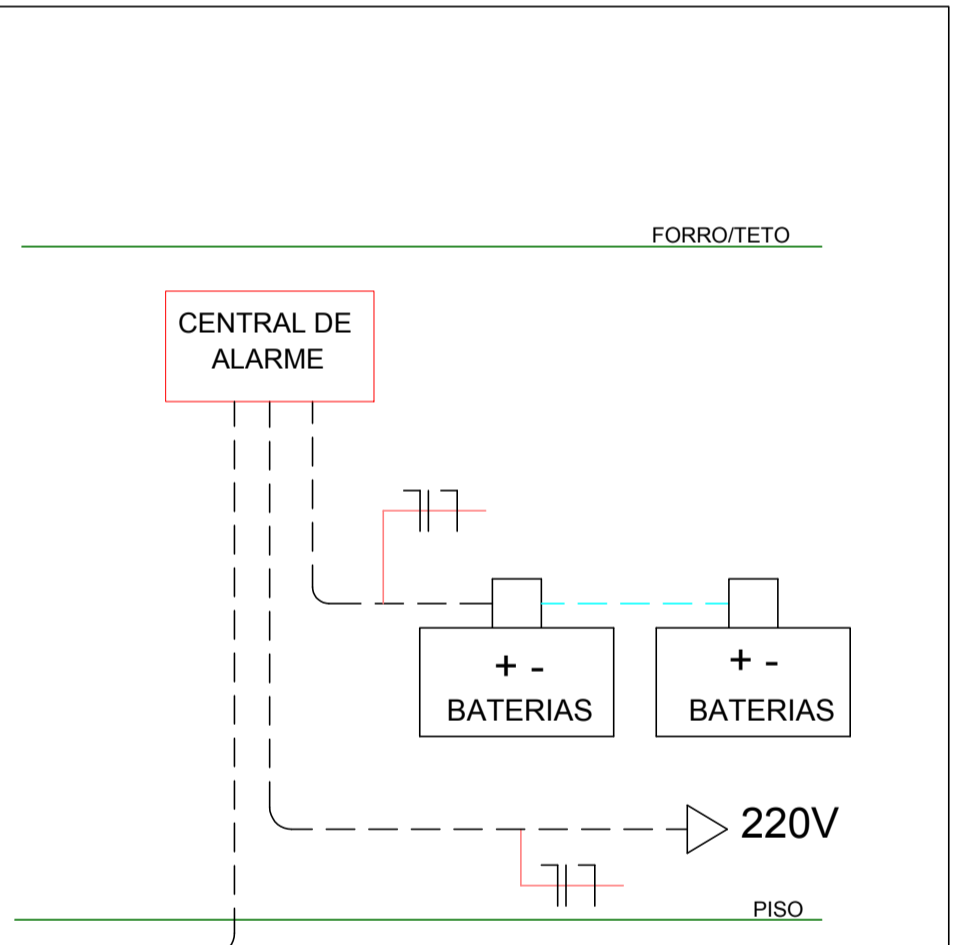 FORRO/TETO
CENTRAL DE
ALARME
+ -
BATERIAS
+ -
BATERIAS
220V
PISO